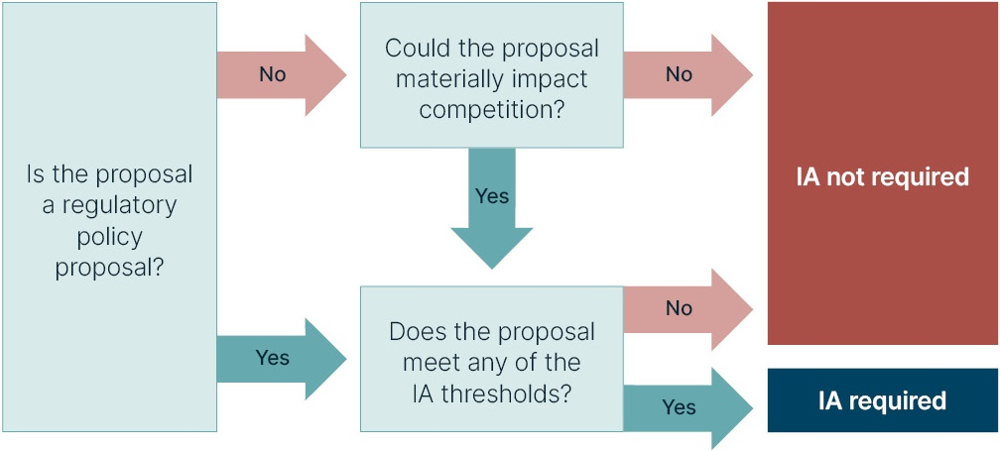 Is the proposal
a regulatory
policy
proposal?
No
Could the proposal
materially impact
competition?
No
IA not required
Yes
Yes
Does the proposal
meet any of the
IA thresholds?
No
Yes
IA required